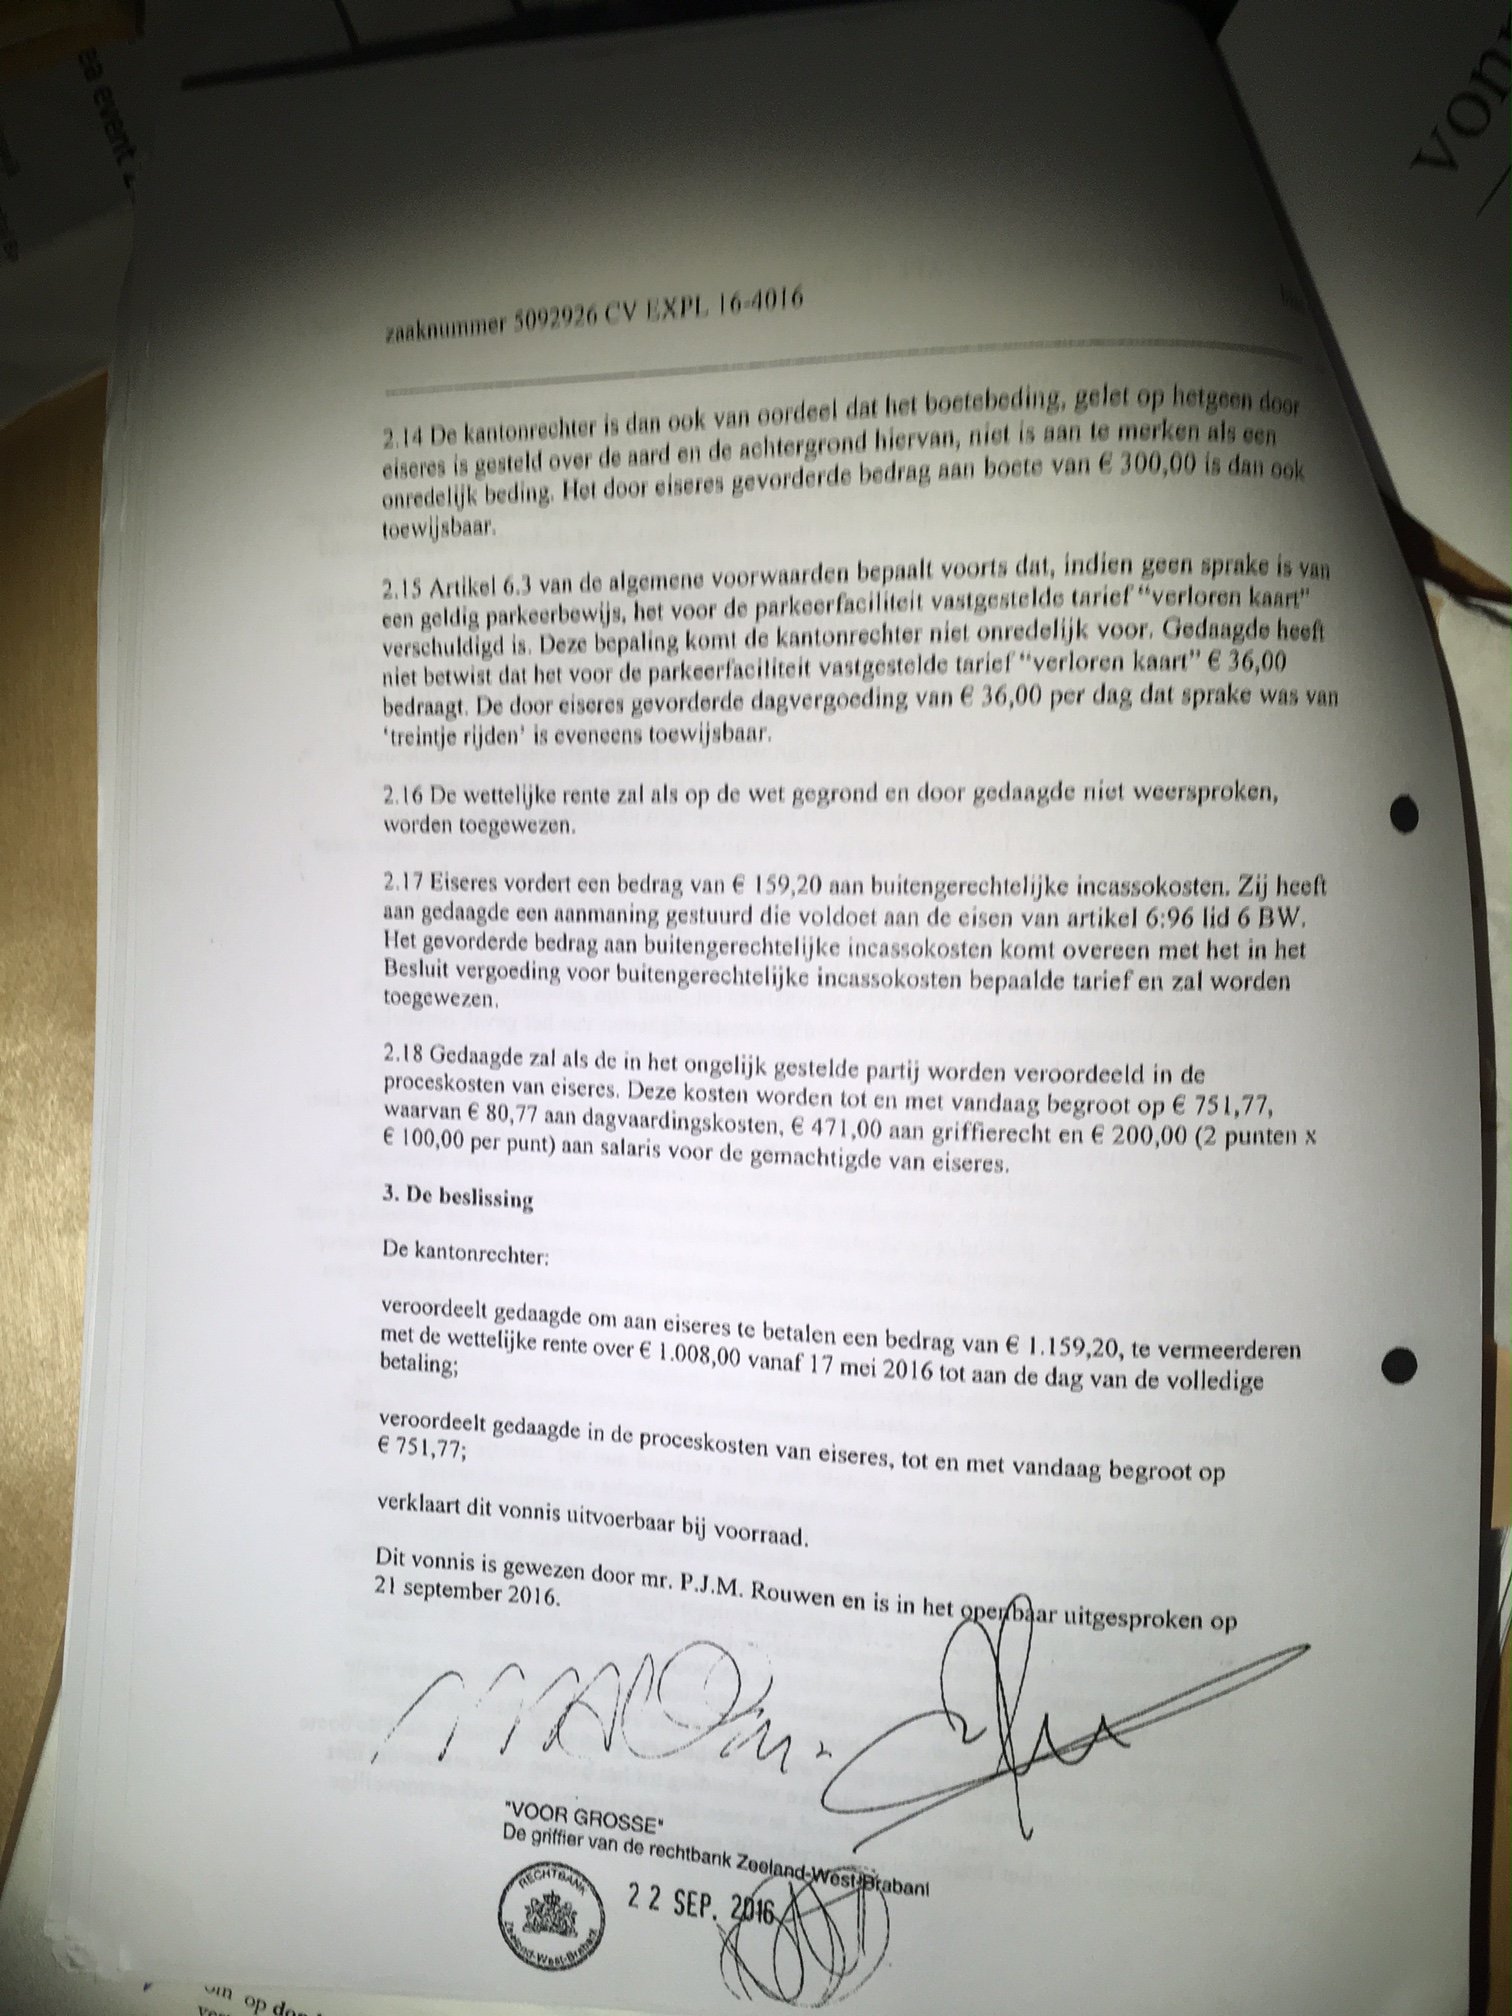 ea event
von
zaaknummer 5092926 CV EXPL 16-4016
2.14 De kantonrechter is dan ook van oordeel dat het boetebeding, gelet op hetgeen door
eiseres is gesteld over de aard en de achtergrond hiervan, niet is aan te merken als een
onredelijk beding. Het door eiseres gevorderde bedrag aan boete van € 300,00 is dan ook
toewijsbaar.
2.15 Artikel 6.3 van de algemene voorwaarden bepaalt voorts dat, indien geen sprake is van
een geldig parkeerbewijs, het voor de parkeerfaciliteit vastgestelde tarief “verloren kaart”
verschuldigd is. Deze bepaling komt de kantonrechter niet onredelijk voor. Gedaagde heeft
niet betwist dat het voor de parkeerfaciliteit vastgestelde tarief “verloren kaart” € 36,00
bedraagt. De door eiseres gevorderde dagvergoeding van € 36,00 per dag dat sprake was van
‘treintje rijden’ is eveneens toewijsbaar.
2.16 De wettelijke rente zal als op de wet gegrond en door gedaagde niet weersproken,
worden toegewezen.
2.17 Eiseres vordert een bedrag van € 159,20 aan buitengerechtelijke incassokosten. Zij heeft
aan gedaagde een aanmaning gestuurd die voldoet aan de eisen van artikel 6:96 lid 6 BW.
Het gevorderde bedrag aan buitengerechtelijke incassokosten komt overeen met het in het
Besluit vergoeding voor buitengerechtelijke incassokosten bepaalde tarief en zal worden
toegewezen.
2.18 Gedaagde zal als de in het ongelijk gestelde partij worden veroordeeld in de
proceskosten van eiseres. Deze kosten worden tot en met vandaag begroot op € 751,77,
waarvan € 80,77 aan dagvaardingskosten, € 471,00 aan griffierecht en € 200,00 (2 punten x
€ 100,00 per punt) aan salaris voor de gemachtigde van eiseres.
3. De beslissing
De kantonrechter:
veroordeelt gedaagde om aan eiseres te betalen een bedrag van € 1.159,20, te vermeerderen
met de wettelijke rente over € 1.008,00 vanaf 17 mei 2016 tot aan de dag van de volledige
betaling;
veroordeelt gedaagde in de proceskosten van eiseres, tot en met vandaag begroot op
€ 751,77;
verklaart dit vonnis uitvoerbaar bij voorraad.
Dit vonnis is gewezen door mr. P.J.M. Rouwen en is in het openbaar uitgesproken op
21 september 2016.
"VOOR GROSSE"
De griffier van de rechtbank Zeeland-West-Brabant
22 SEP. 2016
RECHTBANK
Zeeland-West-Brabant
om op don